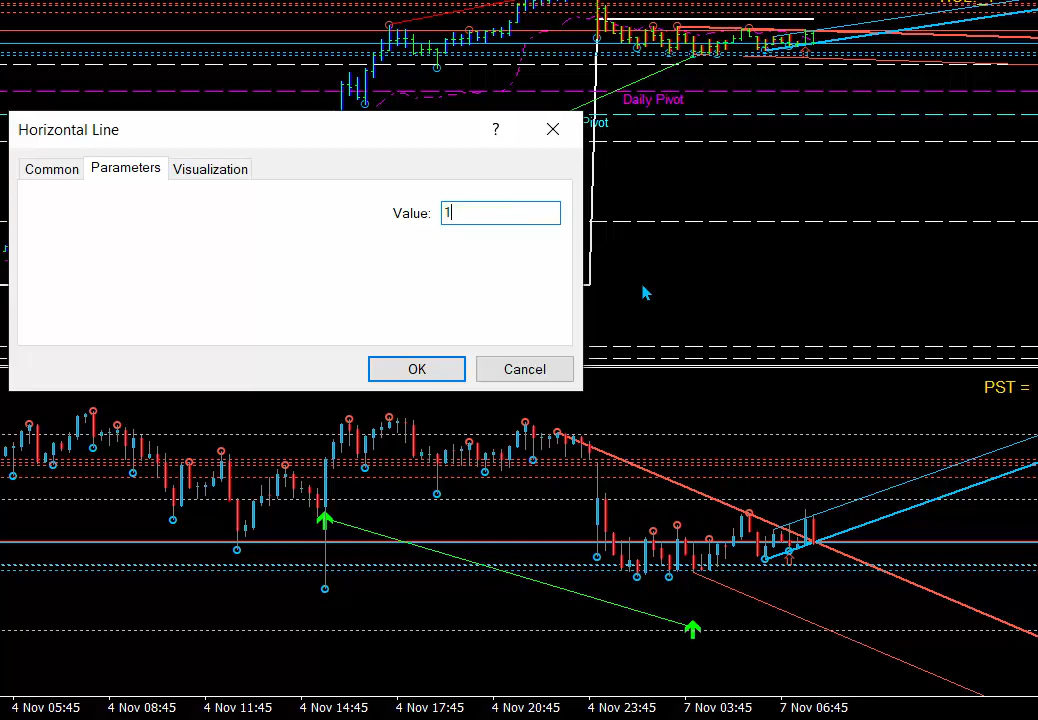 Daily Pivot
Pivot
Horizontal Line
?
Common
Parameters
Visualization
Value:
1
OK
Cancel
PST =
4 Nov 05:45
4 Nov 08:45
4 Nov 11:45
4 Nov 14:45
4 Nov 17:45
4 Nov 20:45
4 Nov 23:45
7 Nov 03:45
7 Nov 06:45